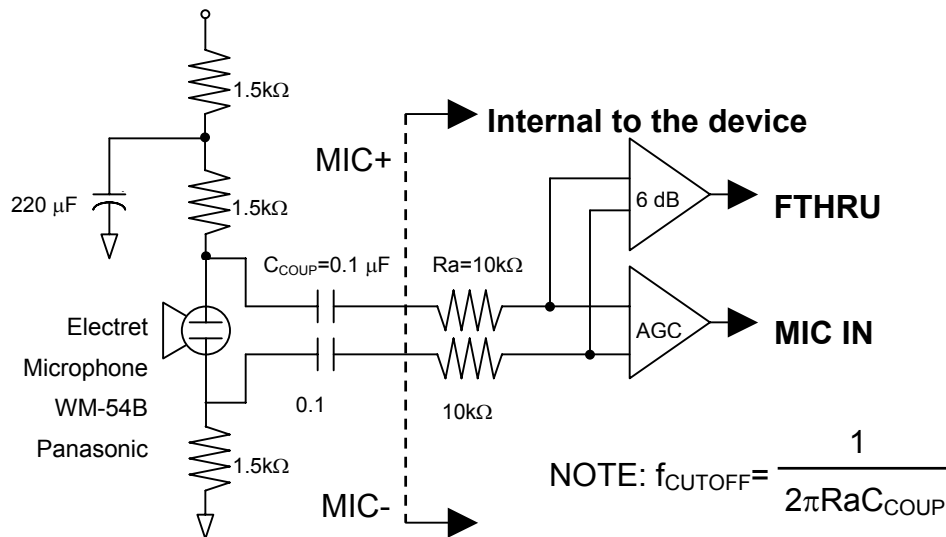 1.5kΩ
Internal to the device
MIC+
220 µF
1.5kΩ
6 dB
FTHRU
C_COUP=0.1 µF
Ra=10kΩ
Electret
Microphone
WM-54B
Panasonic
AGC
MIC IN
0.1
10kΩ
1.5kΩ
MIC-
NOTE: f_CUTOFF= 1
2πRaC_COUP